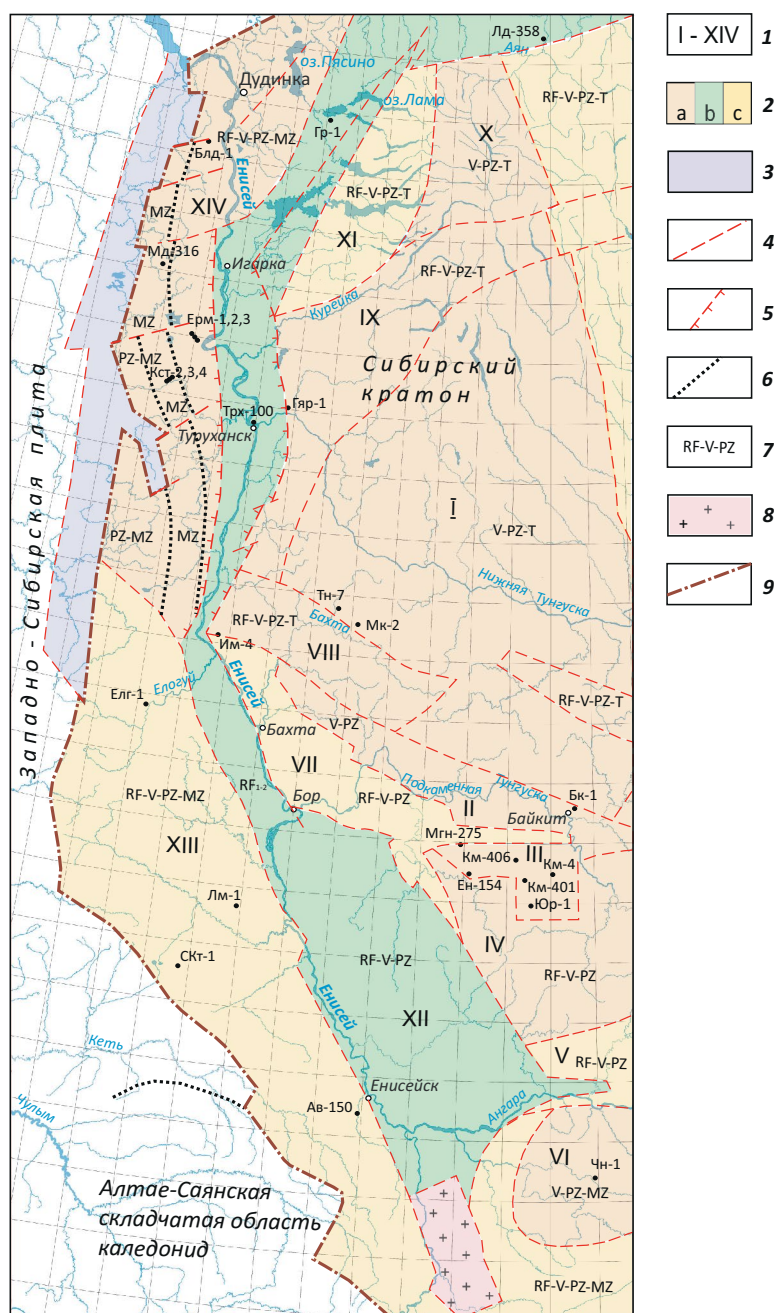 Лд-358
Аян
оз.Пясино
Дудинка
оз.Лама
RF-V-PZ-T
Гр-1
X
RF-V-PZ-MZ
Блд-1
V-PZ-T
Енисей
RF-V-PZ-T
MZ
XIV
XI
Мд-316
Игарка
RF-V-PZ-T
Курейка
IX
MZ
Ерм-1,2,3
PZ-MZ
Сибирский
кратон
Кст-2,3,4
MZ
Гяр-1
Трх-100
Туруханск
Западно-Сибирская плита
I
PZ-MZ
MZ
V-PZ-T
Нижняя Тунгуска
Тн-7
RF-V-PZ-T
Бахта
Мк-2
Им-4
VIII
Елогуй
Енисей
RF-V-PZ-T
Елг-1
V-PZ
Бахта
VII
Подкаменная Тунгуска
RF-V-PZ-MZ
RF1-2
Бор
RF-V-PZ
II
Бк-1
Байкит
Мгн-275
XIII
Км-406
III
Км-4
Ен-154
Км-401
Лм-1
Юр-1
IV
СКт-1
RF-V-PZ
RF-V-PZ
Енисей
XII
Кеть
V
RF-V-PZ
Енисейск
Чулым
Ав-150
Ангара
VI
Чн-1
V-PZ-MZ
Алтае-Саянская
складчатая область
каледонид
RF-V-PZ-MZ
I - XIV 1
a b c 2
3
4
5
6
RF-V-PZ 7
8
9